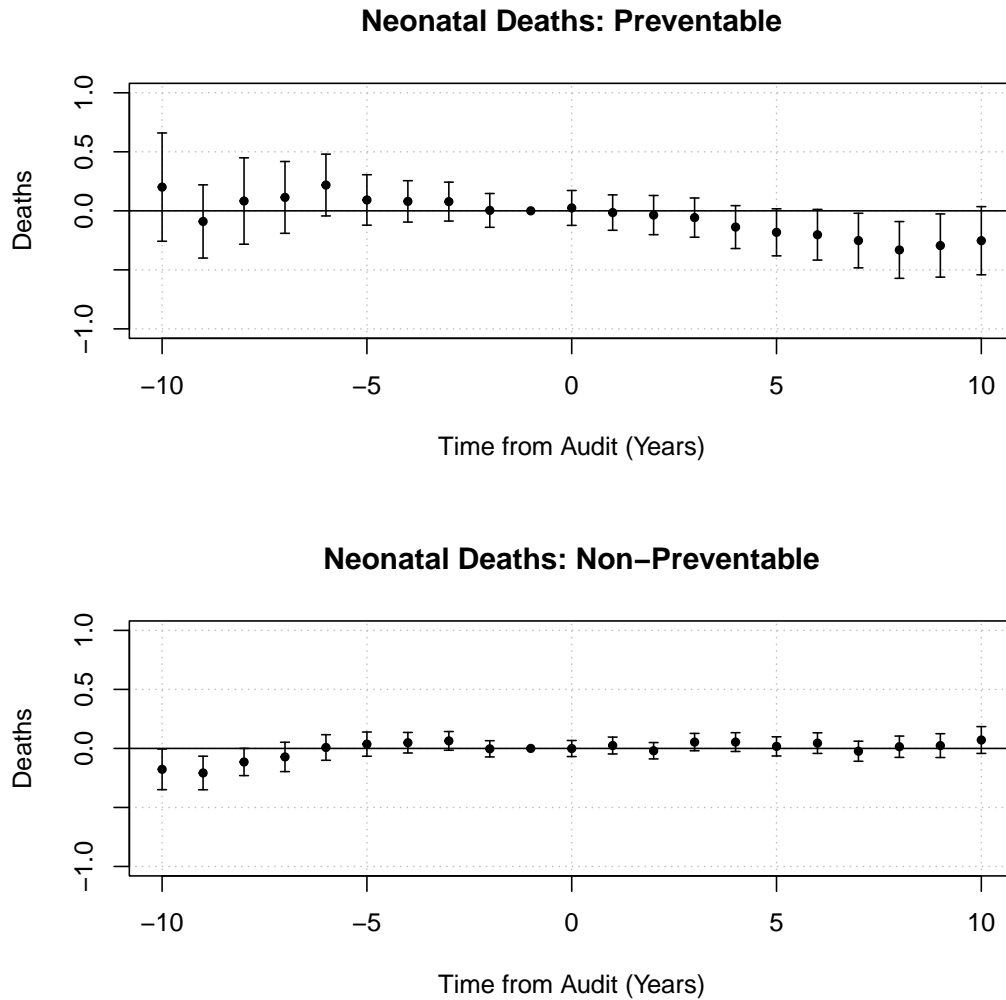 Neonatal Deaths: Preventable
1.0
0.5
0.0
−1.0
Deaths
−10 −5 0 5 10
Time from Audit (Years)
Neonatal Deaths: Non−Preventable
1.0
0.5
0.0
−1.0
Deaths
−10 −5 0 5 10
Time from Audit (Years)